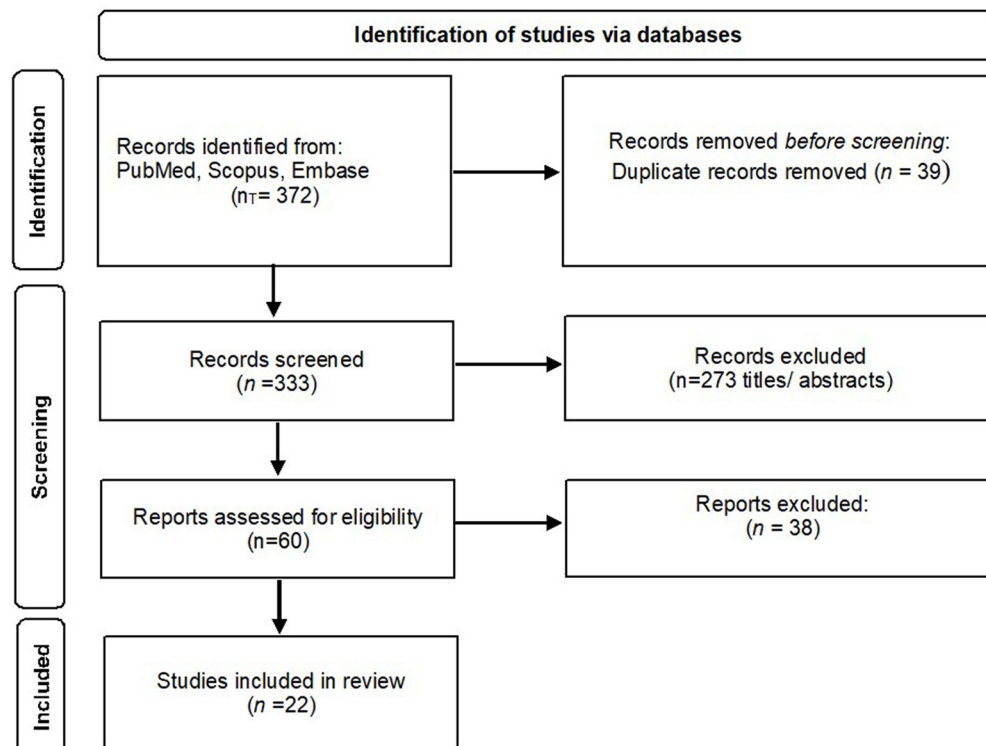 Identification of studies via databases
Identification
Records identified from:
PubMed, Scopus, Embase
(nT= 372)
Records removed before screening:
Duplicate records removed (n = 39)
Screening
Records screened
(n =333)
Records excluded
(n=273 titles/ abstracts)
Reports assessed for eligibility
(n=60)
Reports excluded:
(n = 38)
Included
Studies included in review
(n =22)